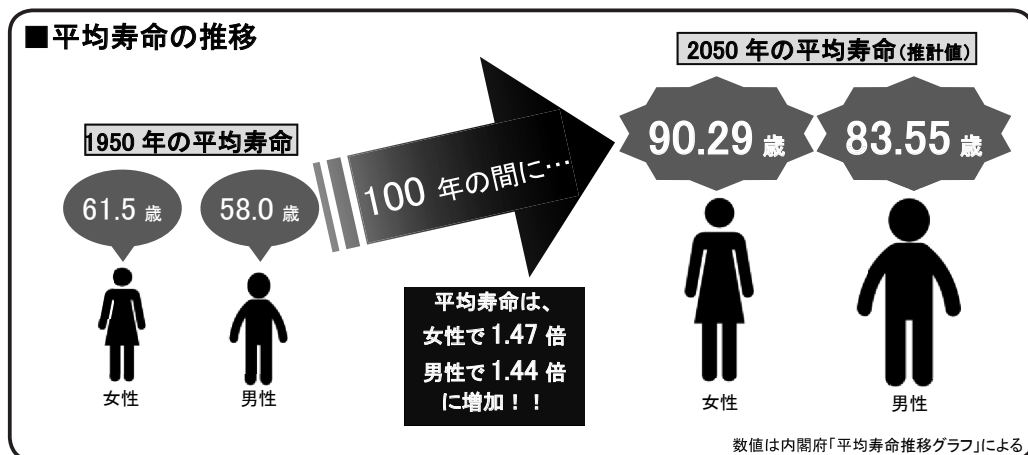 ■平均寿命の推移
1950 年の平均寿命
61.5 歳
58.0 歳
女性
男性
100 年の間に…
平均寿命は、
女性で 1.47 倍
男性で 1.44 倍
に増加！！
2050 年の平均寿命(推計値)
90.29 歳
83.55 歳
女性
男性
数値は内閣府「平均寿命推移グラフ」による